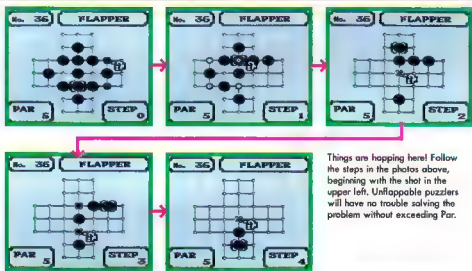 No. 36 FLAPPER
PAR 5 STEP 0
No. 36 FLAPPER
PAR 5 STEP 1
No. 36 FLAPPER
PAR 5 STEP 2
No. 36 FLAPPER
PAR 5 STEP 3
No. 36 FLAPPER
PAR 5 STEP 4
Things are hopping here! Follow
the steps in the photos above,
beginning with the shot in the
upper left. Unflappable puzzlers
will have no trouble solving the
problem without exceeding Par.